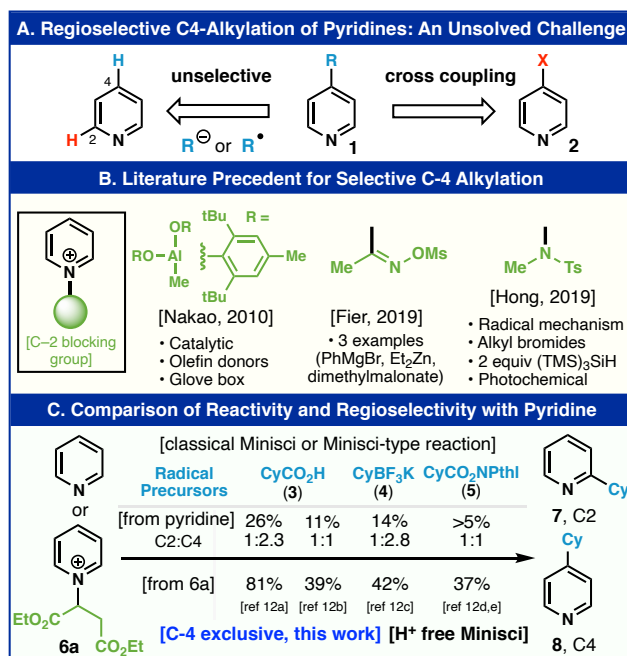 A. Regioselective C4-Alkylation of Pyridines: An Unsolved Challenge
H
4
H
2
N
unselective
R⊖ or R•
R
N
1
cross coupling
X
N
2
B. Literature Precedent for Selective C-4 Alkylation
N
+
[C–2 blocking
group]
tBu R =
OR
RO Al
Me
Me
tBu
[Nakao, 2010]
• Catalytic
• Olefin donors
• Glove box
Me N OMs
[Fier, 2019]
• 3 examples
(PhMgBr, Et2Zn,
dimethylmalonate)
Me N Ts
[Hong, 2019]
• Radical mechanism
• Alkyl bromides
• 2 equiv (TMS)3SiH
• Photochemical
C. Comparison of Reactivity and Regioselectivity with Pyridine
N
or
+
N
EtO2C
CO2Et
6a
[classical Minisci or Minisci-type reaction]
Radical Precursors CyCO2H (3) CyBF3K (4) CyCO2NPthl (5)
[from pyridine] 26% 11% 14% >5%
C2:C4 1:2.3 1:1 1:2.8 1:1
[from 6a] 81% 39% 42% 37%
[ref 12a] [ref 12b] [ref 12c] [ref 12d,e]
[C-4 exclusive, this work] [H+ free Minisci]
N Cy
7, C2
Cy
N
8, C4